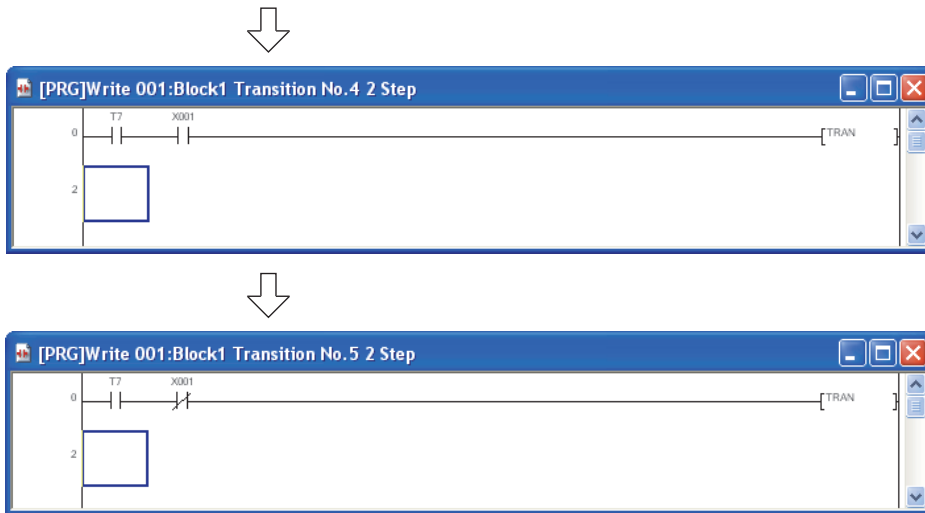 [PRG]Write 001:Block1 Transition No.4 2 Step
T7 X001
0 TRAN
2
[PRG]Write 001:Block1 Transition No.5 2 Step
T7 X001
0 TRAN
2